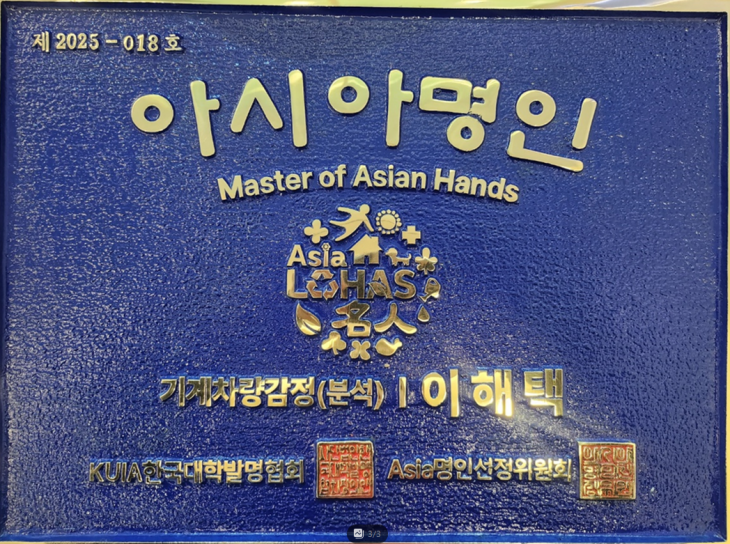 제 2025 - 018 호
아시아명인
Master of Asian Hands
Asia
LOHAS
名人
기계차량감정(분석) | 이해택
KUIA한국대학발명협회 Asia명인선정위원회
3/3